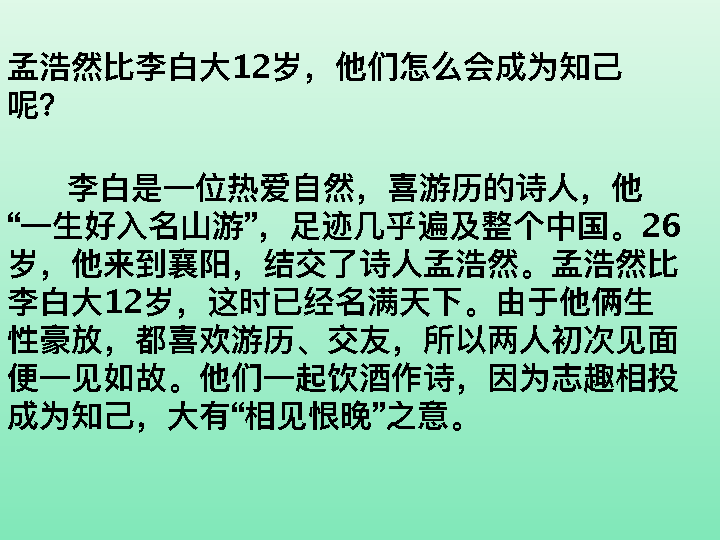 孟浩然比李白大12岁，他们怎么会成为知己
呢？
李白是一位热爱自然，喜游历的诗人，他
“一生好入名山游”，足迹几乎遍及整个中国。26
岁，他来到襄阳，结交了诗人孟浩然。孟浩然比
李白大12岁，这时已经名满天下。由于他俩生
性豪放，都喜欢游历、交友，所以两人初次见面
便一见如故。他们一起饮酒作诗，因为志趣相投
成为知己，大有“相见恨晚”之意。